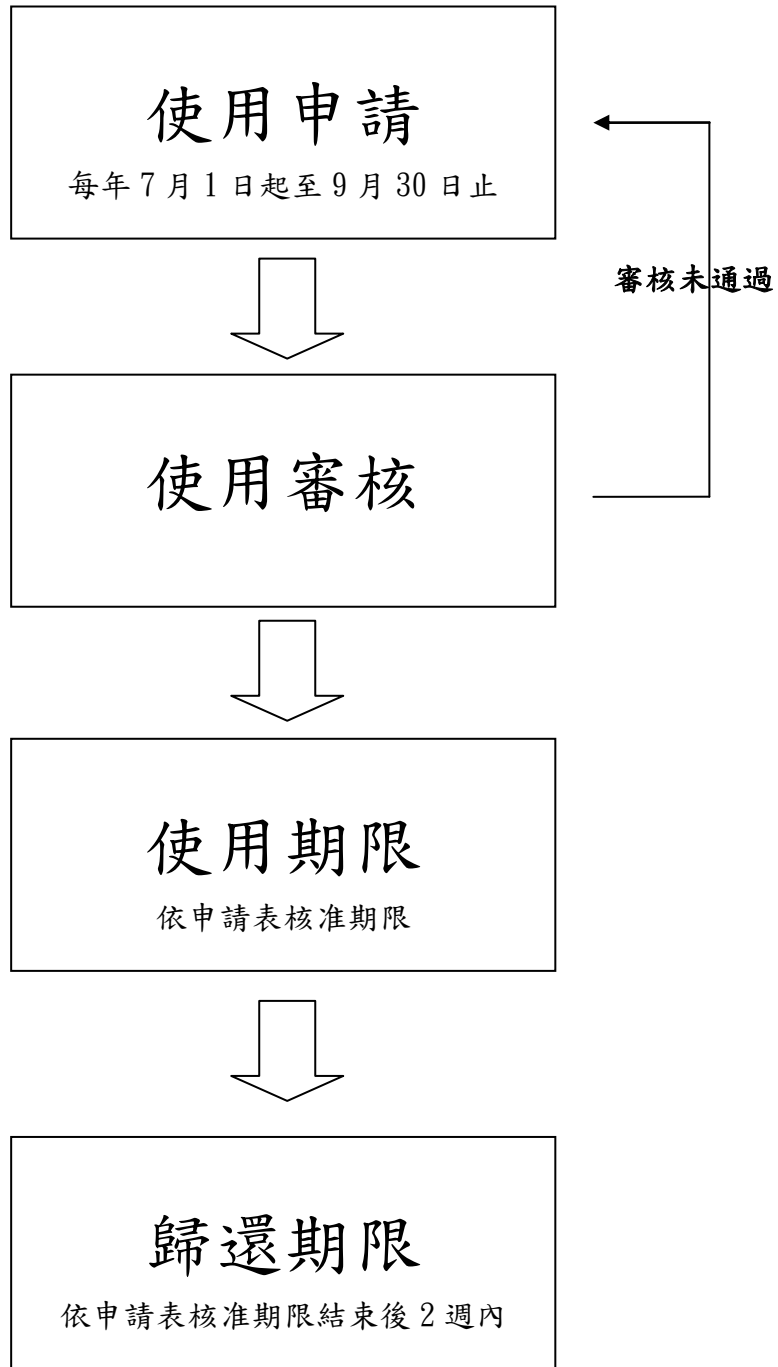 使用申請
每年7月1日起至9月30日止
審核未通過
使用審核
使用期限
依申請表核准期限
歸還期限
依申請表核准期限結束後2週內